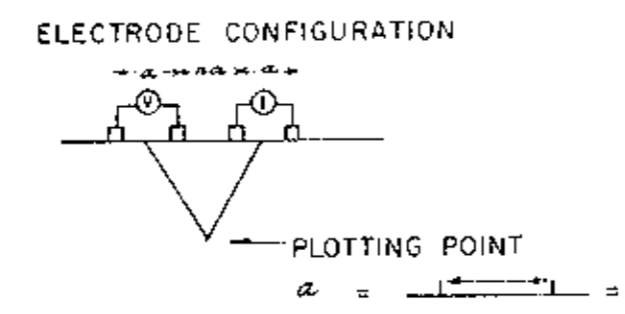 ELECTRODE CONFIGURATION
a na a
V I
PLOTTING POINT
a = =